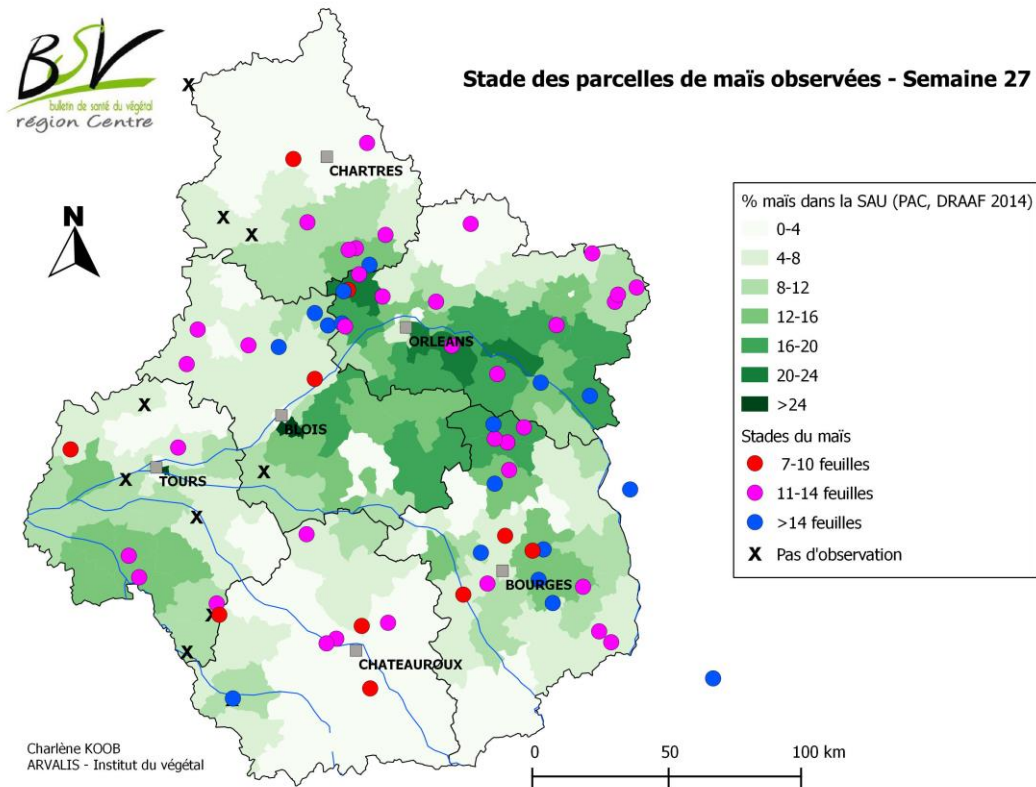 BSV
bulletin de santé du végétal
région Centre
Stade des parcelles de maïs observées - Semaine 27
N
X
X
X
CHARTRES
ORLEANS
BLOIS
X
X
X
TOURS
X
BOURGES
X
X
CHATEAUROUX
% maïs dans la SAU (PAC, DRAAF 2014)
0-4
4-8
8-12
12-16
16-20
20-24
>24
Stades du maïs
7-10 feuilles
11-14 feuilles
>14 feuilles
X Pas d'observation
Charlène KOOB
ARVALIS - Institut du végétal
0 50 100 km